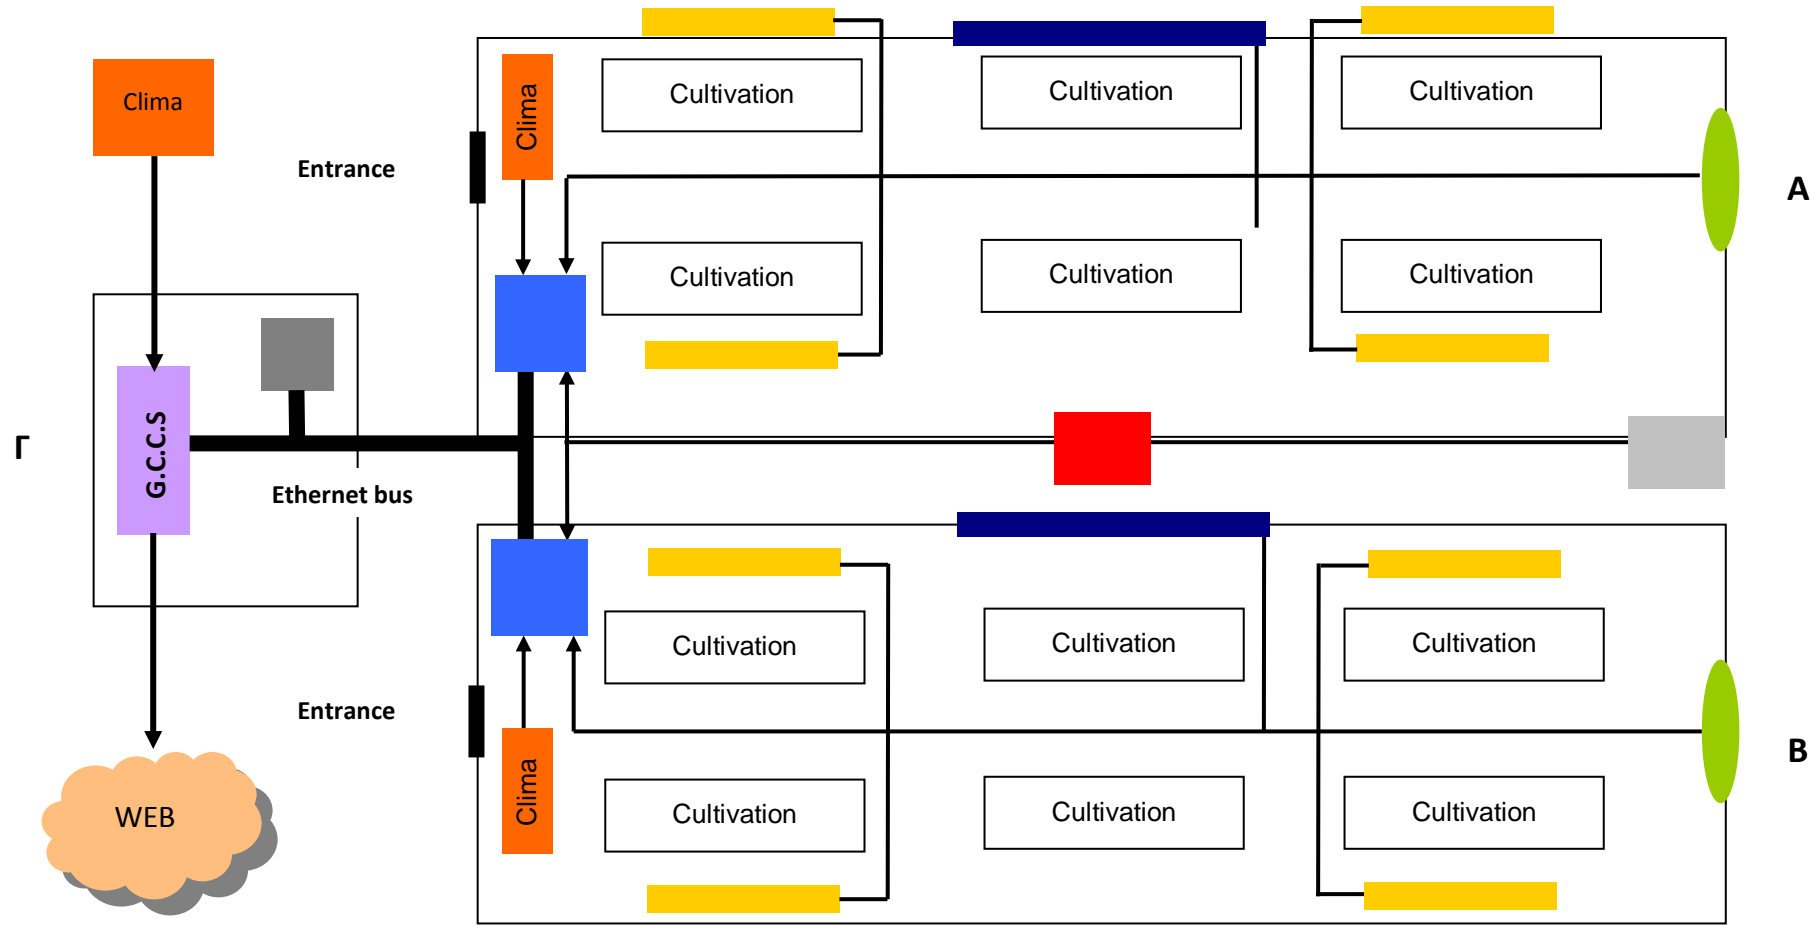 Clima
Entrance
Clima
Cultivation
Cultivation
Cultivation
A
Cultivation
Cultivation
Cultivation
Γ
G.C.C.S
Ethernet bus
Entrance
Clima
Cultivation
Cultivation
Cultivation
B
Cultivation
Cultivation
Cultivation
WEB